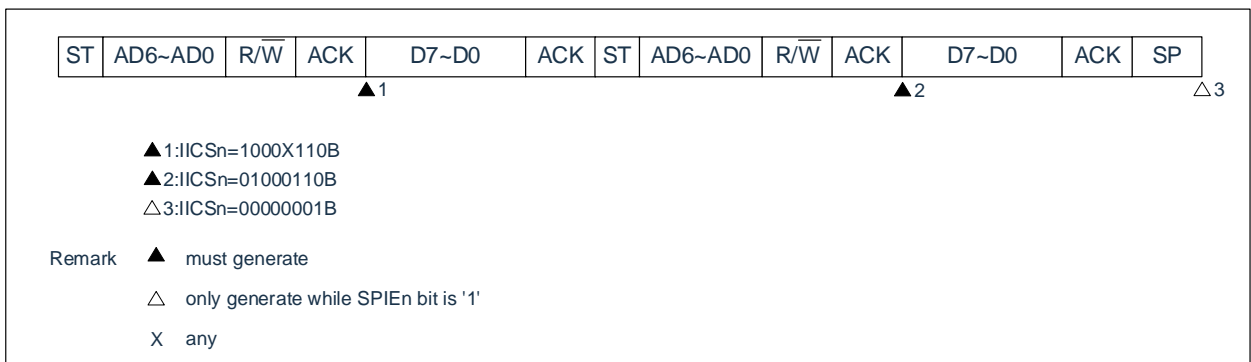 ST AD6~AD0 R/W̅ ACK D7~D0 ACK ST AD6~AD0 R/W̅ ACK D7~D0 ACK SP
▲1 ▲2 △3
▲1:IICSn=1000X110B
▲2:IICSn=01000110B
△3:IICSn=00000001B
Remark ▲ must generate
△ only generate while SPIEn bit is '1'
X any